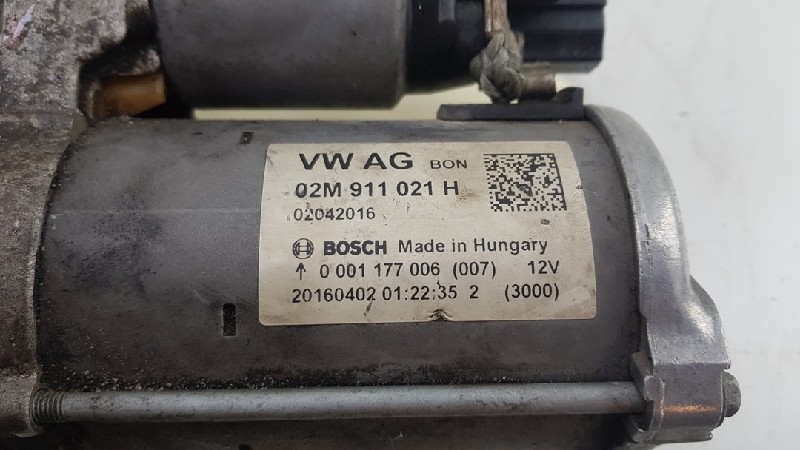 VW AG BON
02M 911 021 H
02042016
BOSCH Made in Hungary
↑ 0 001 177 006 (007) 12V
20160402 01:22:35 2 (3000)